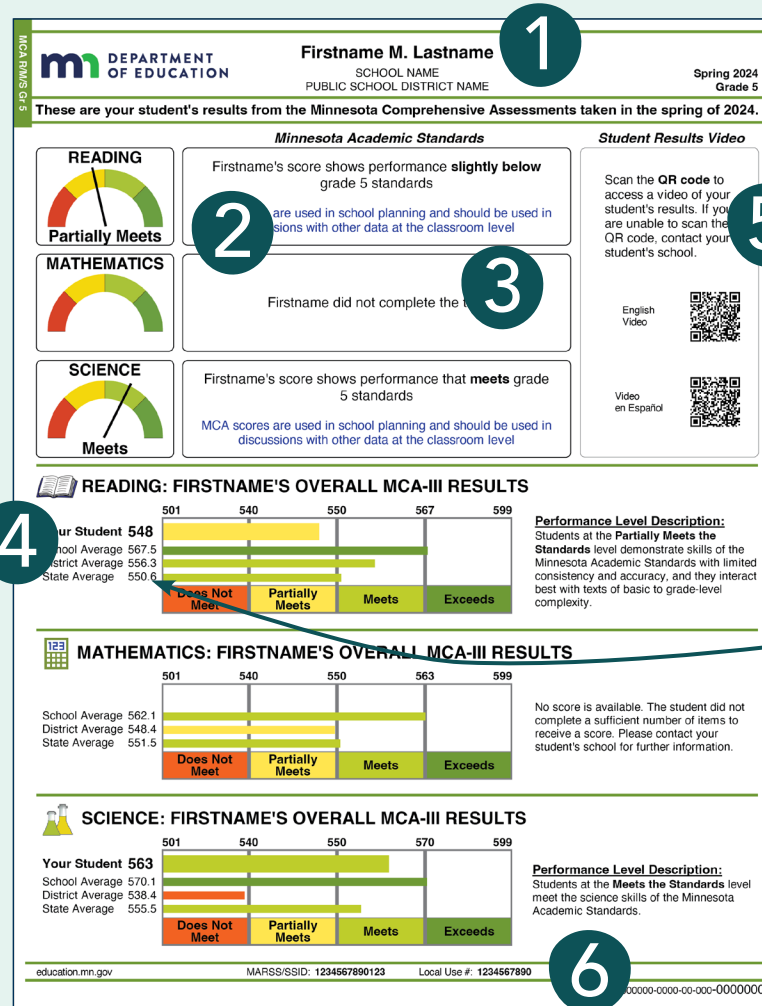 1
MCA R/M/S Gr 5
mn DEPARTMENT
OF EDUCATION
Firstname M. Lastname
SCHOOL NAME
PUBLIC SCHOOL DISTRICT NAME
Spring 2024
Grade 5
These are your student's results from the Minnesota Comprehensive Assessments taken in the spring of 2024.
Minnesota Academic Standards
READING
Partially Meets
Firstname's score shows performance slightly below
grade 5 standards
are used in school planning and should be used in
with other data at the classroom level
2
MATHEMATICS
Firstname did not complete the
3
SCIENCE
Meets
Firstname's score shows performance that meets grade
5 standards
MCA scores are used in school planning and should be used in
discussions with other data at the classroom level
Student Results Video
Scan the QR code to
access a video of your
student's results. If you
are unable to scan the
QR code, contact your
student's school.
5
English
Video
Video
en Español
READING: FIRSTNAME'S OVERALL MCA-III RESULTS
501 540 550 567 599
4
Student 548
Average 567.5
Average 556.3
State Average 550.6
Does Not
Meet
Partially
Meets
Meets
Exceeds
Performance Level Description:
Students at the Partially Meets the
Standards level demonstrate skills of the
Minnesota Academic Standards with limited
consistency and accuracy, and they interact
best with texts of basic to grade-level
complexity.
123
MATHEMATICS: FIRSTNAME'S OVERALL MCA-III RESULTS
501 540 550 563 599
School Average 562.1
District Average 548.4
State Average 551.5
Does Not
Meet
Partially
Meets
Meets
Exceeds
No score is available. The student did not
complete a sufficient number of items to
receive a score. Please contact your
student's school for further information.
SCIENCE: FIRSTNAME'S OVERALL MCA-III RESULTS
501 540 550 570 599
Your Student 563
School Average 570.1
District Average 538.4
State Average 555.5
Does Not
Meet
Partially
Meets
Meets
Exceeds
Performance Level Description:
Students at the Meets the Standards level
meet the science skills of the Minnesota
Academic Standards.
education.mn.gov
MARSS/SSID: 1234567890123
Local Use #: 1234567890
6
00000-0000-00-000-0000000